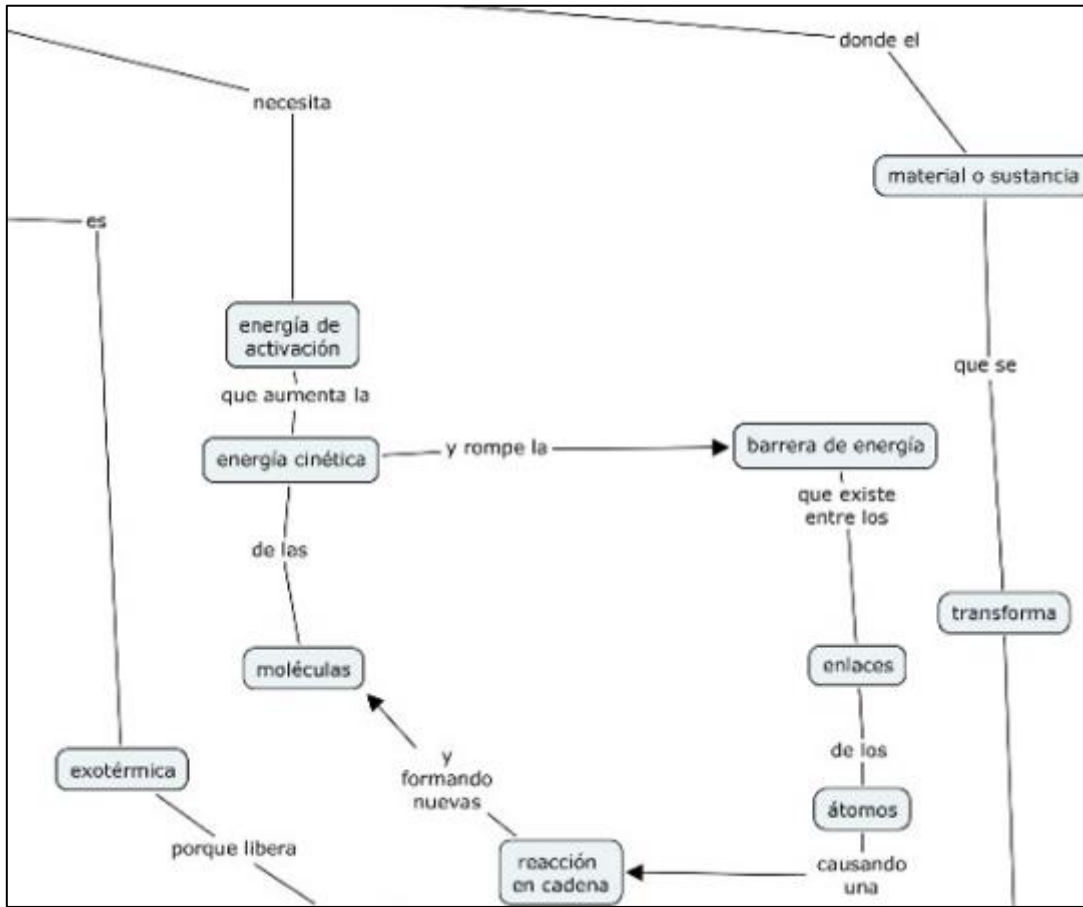 donde el
necesita
material o sustancia
es
energía de
activación
que se
que aumenta la
energía cinética
y rompe la
barrera de energía
que existe
entre los
de las
transforma
moléculas
enlaces
de los
exotérmica
y
formando
nuevas
átomos
porque libera
reacción
en cadena
causando
una